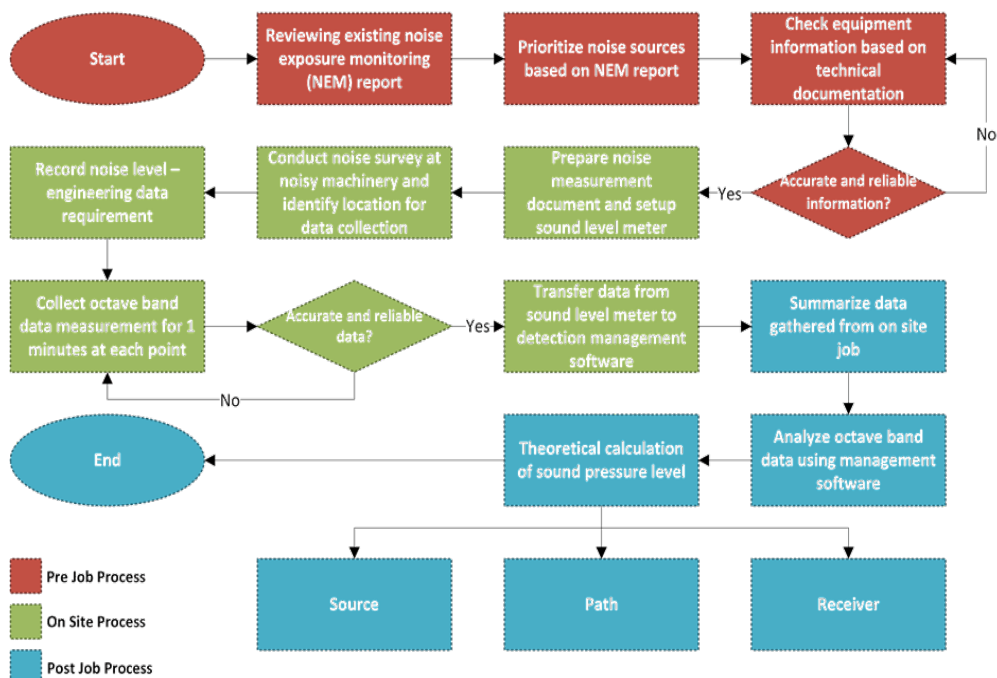 Start
Reviewing existing noise
exposure monitoring
(NEM) report
Prioritize noise sources
based on NEM report
Check equipment
information based on
technical
documentation
No
Accurate and reliable
information?
Yes
Prepare noise
measurement
document and setup
sound level meter
Conduct noise survey at
noisy machinery and
identify location for
data collection
Record noise level –
engineering data
requirement
Collect octave band
data measurement for 1
minutes at each point
Accurate and reliable
data?
No
Yes
Transfer data from
sound level meter to
detection management
software
Summarize data
gathered from on site
job
Analyze octave band
data using management
software
Theoretical calculation
of sound pressure level
End
Source
Path
Receiver
Pre Job Process
On Site Process
Post Job Process